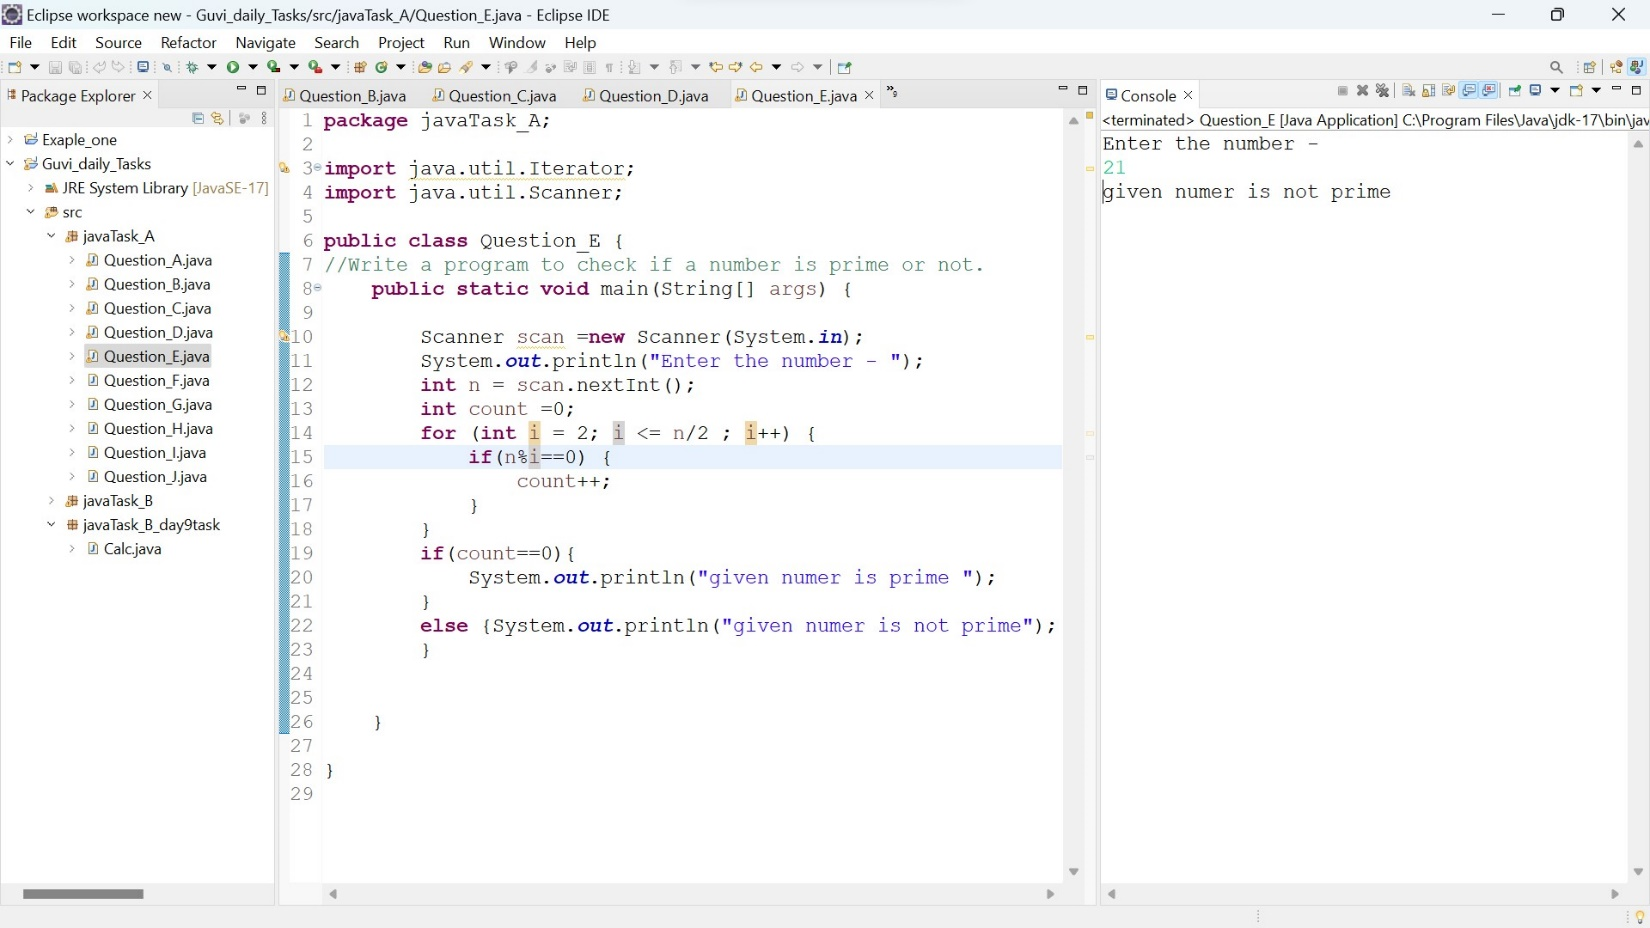 Eclipse workspace new - Guvi_daily_Tasks/src/javaTask_A/Question_E.java - Eclipse IDE
File Edit Source Refactor Navigate Search Project Run Window Help
Package Explorer
Exaple_one
Guvi_daily_Tasks
JRE System Library [JavaSE-17]
src
javaTask_A
Question_A.java
Question_B.java
Question_C.java
Question_D.java
Question_E.java
Question_F.java
Question_G.java
Question_H.java
Question_I.java
Question_J.java
javaTask_B
javaTask_B_day9task
Calc.java
Question_B.java Question_C.java Question_D.java Question_E.java »9
1 package javaTask_A;
2
3 import java.util.Iterator;
4 import java.util.Scanner;
5
6 public class Question_E {
7 //Write a program to check if a number is prime or not.
8 public static void main(String[] args) {
9
10 Scanner scan =new Scanner(System.in);
11 System.out.println("Enter the number - ");
12 int n = scan.nextInt();
13 int count =0;
14 for (int i = 2; i <= n/2 ; i++) {
15 if(n%i==0) {
16 count++;
17 }
18 }
19 if(count==0){
20 System.out.println("given numer is prime ");
21 }
22 else {System.out.println("given numer is not prime");
23 }
24
25
26 }
27
28 }
29
Console
<terminated> Question_E [Java Application] C:\Program Files\Java\jdk-17\bin\jav
Enter the number -
21
given numer is not prime